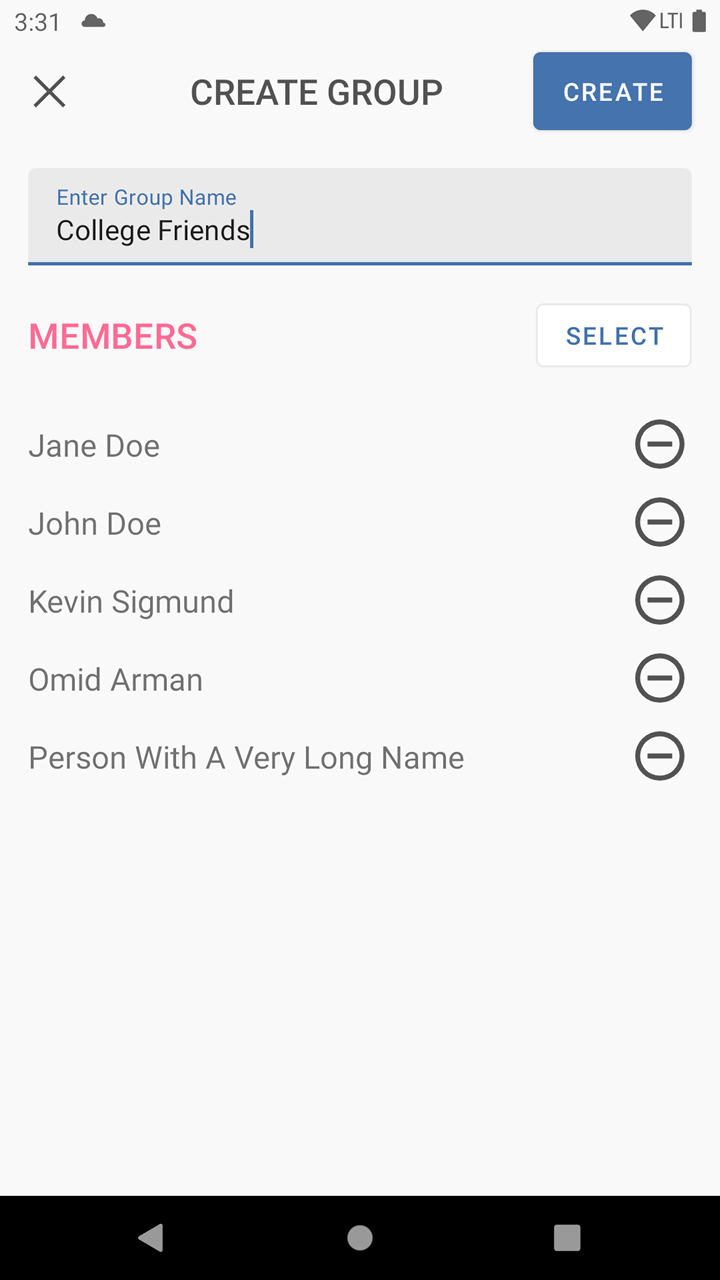 3:31 LTI
CREATE GROUP CREATE
Enter Group Name
College Friends
MEMBERS SELECT
Jane Doe
John Doe
Kevin Sigmund
Omid Arman
Person With A Very Long Name